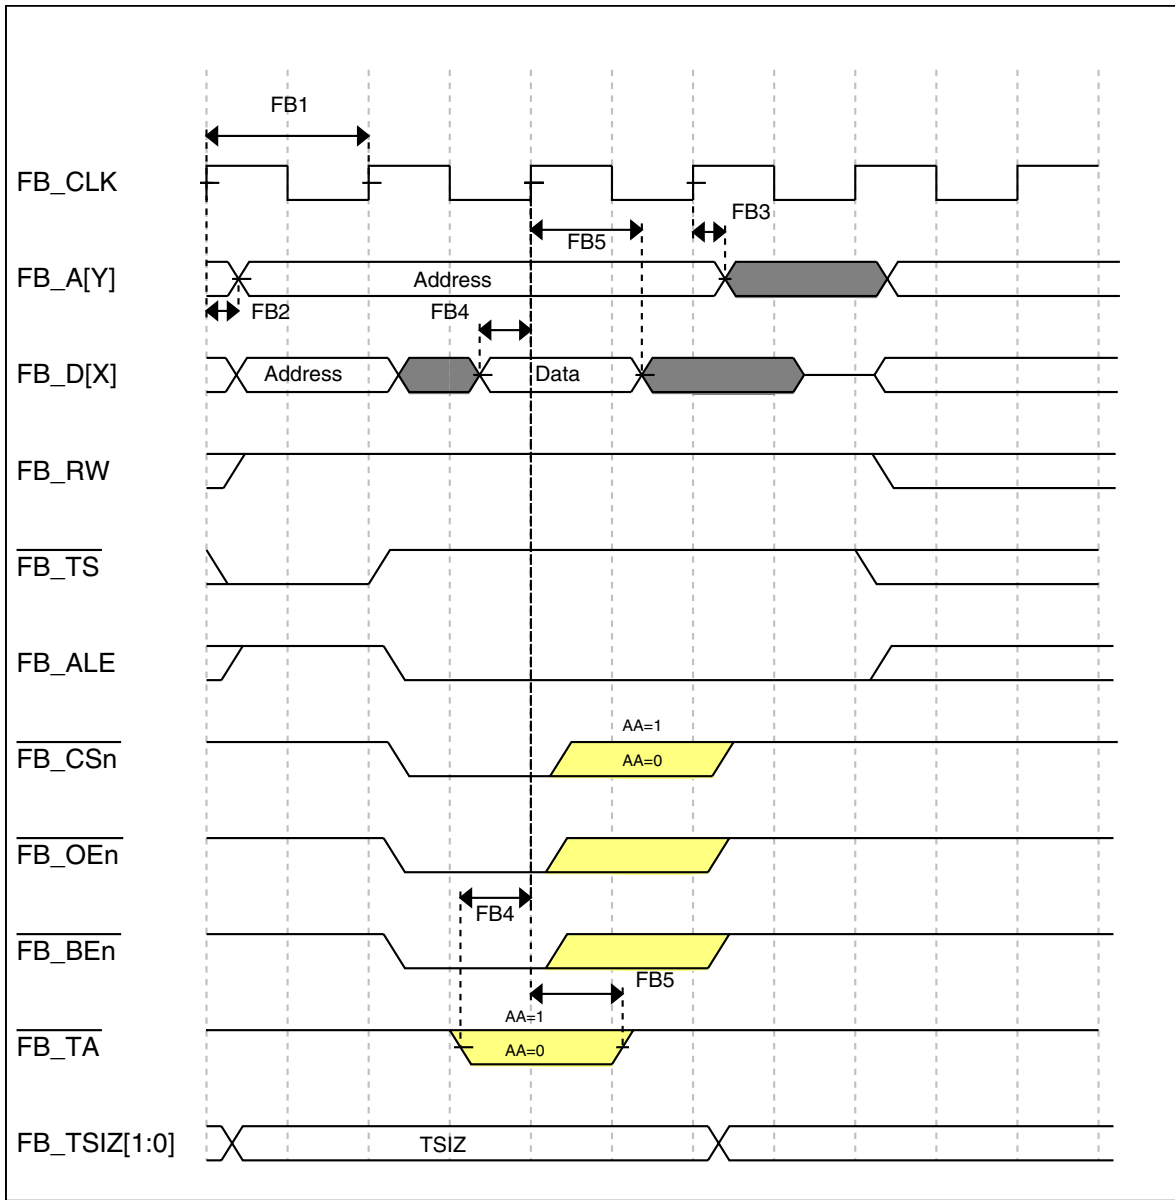 FB1
FB_CLK
FB3
FB5
FB_A[Y]
Address
FB2
FB4
FB_D[X]
Address
Data
FB_RW
FB_TS
FB_ALE
AA=1
FB_CSn
AA=0
FB_OEn
FB4
FB_BEn
FB5
AA=1
FB_TA
AA=0
FB_TSIZ[1:0]
TSIZ